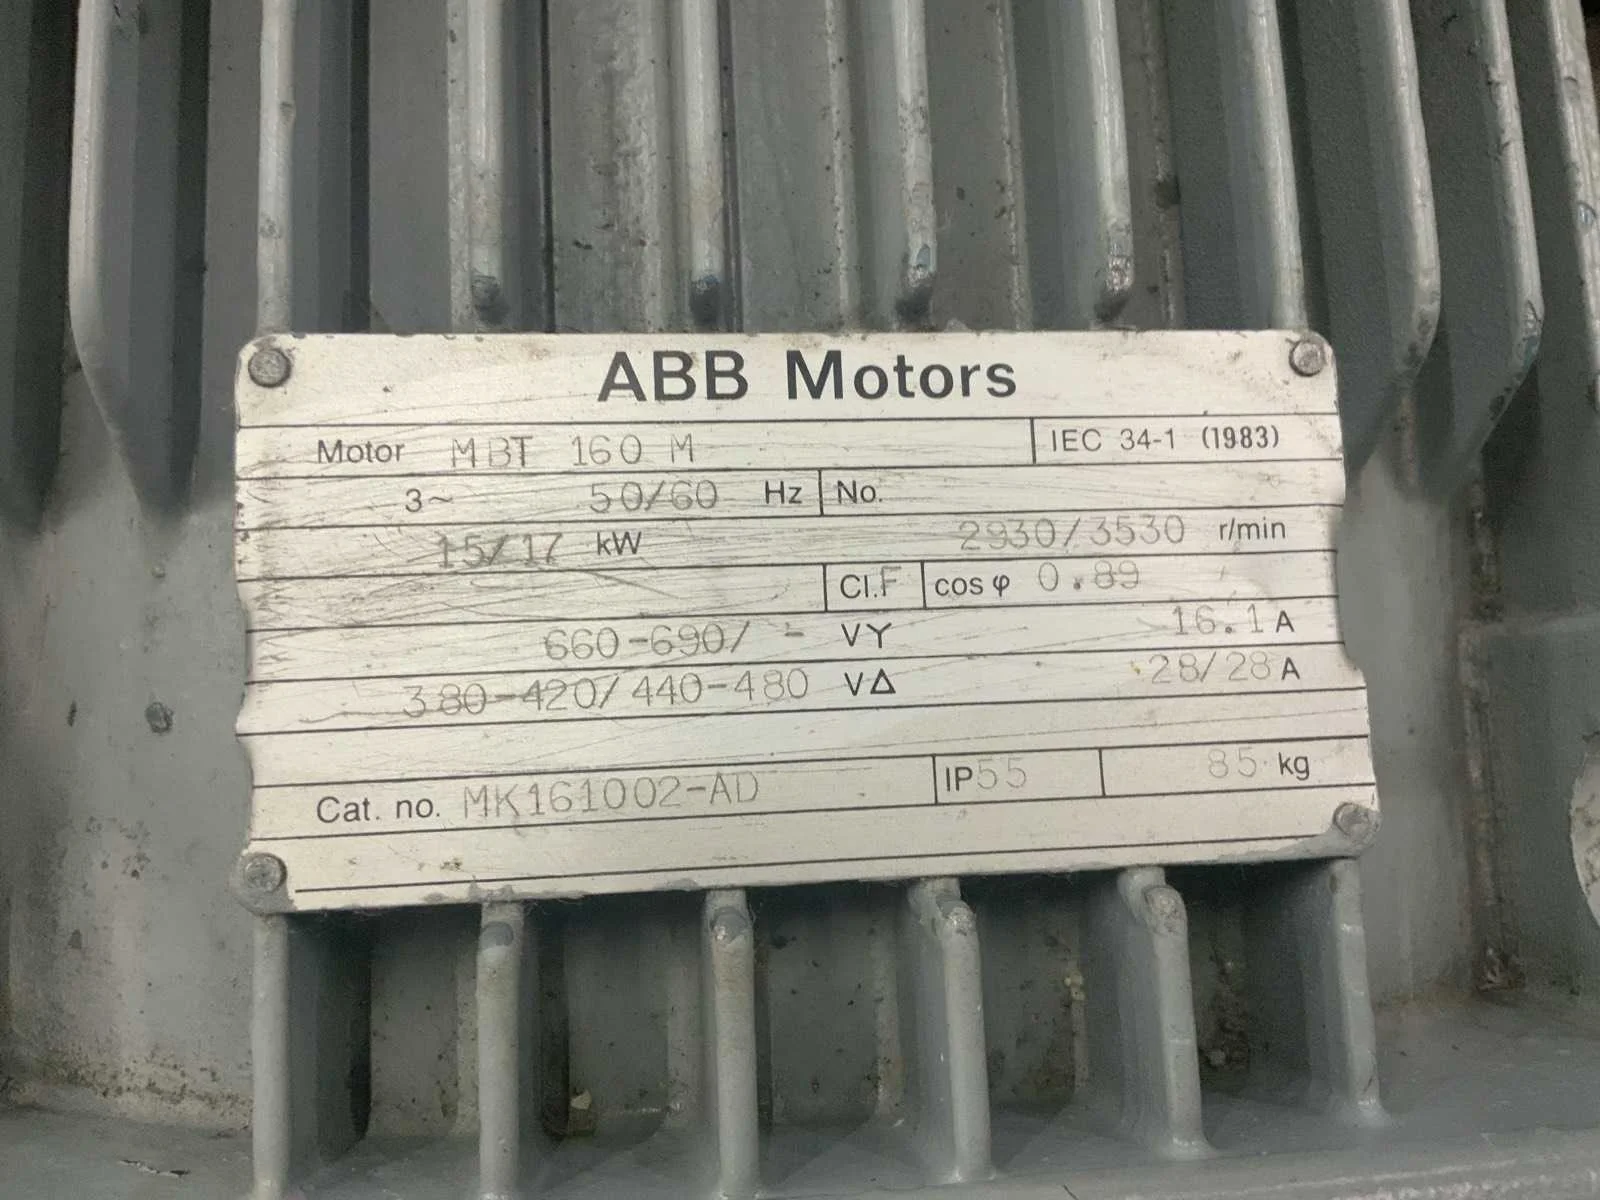 ABB Motors
Motor MBT 160 M IEC 34-1 (1983)
3~ 50/60 Hz No.
15/17 kW 2930/3530 r/min
Cl.F cos φ 0.89
660-690/ - VY 16.1 A
380-420/440-480 VΔ 28/28 A
Cat. no. MK161002-AD IP55 85 kg